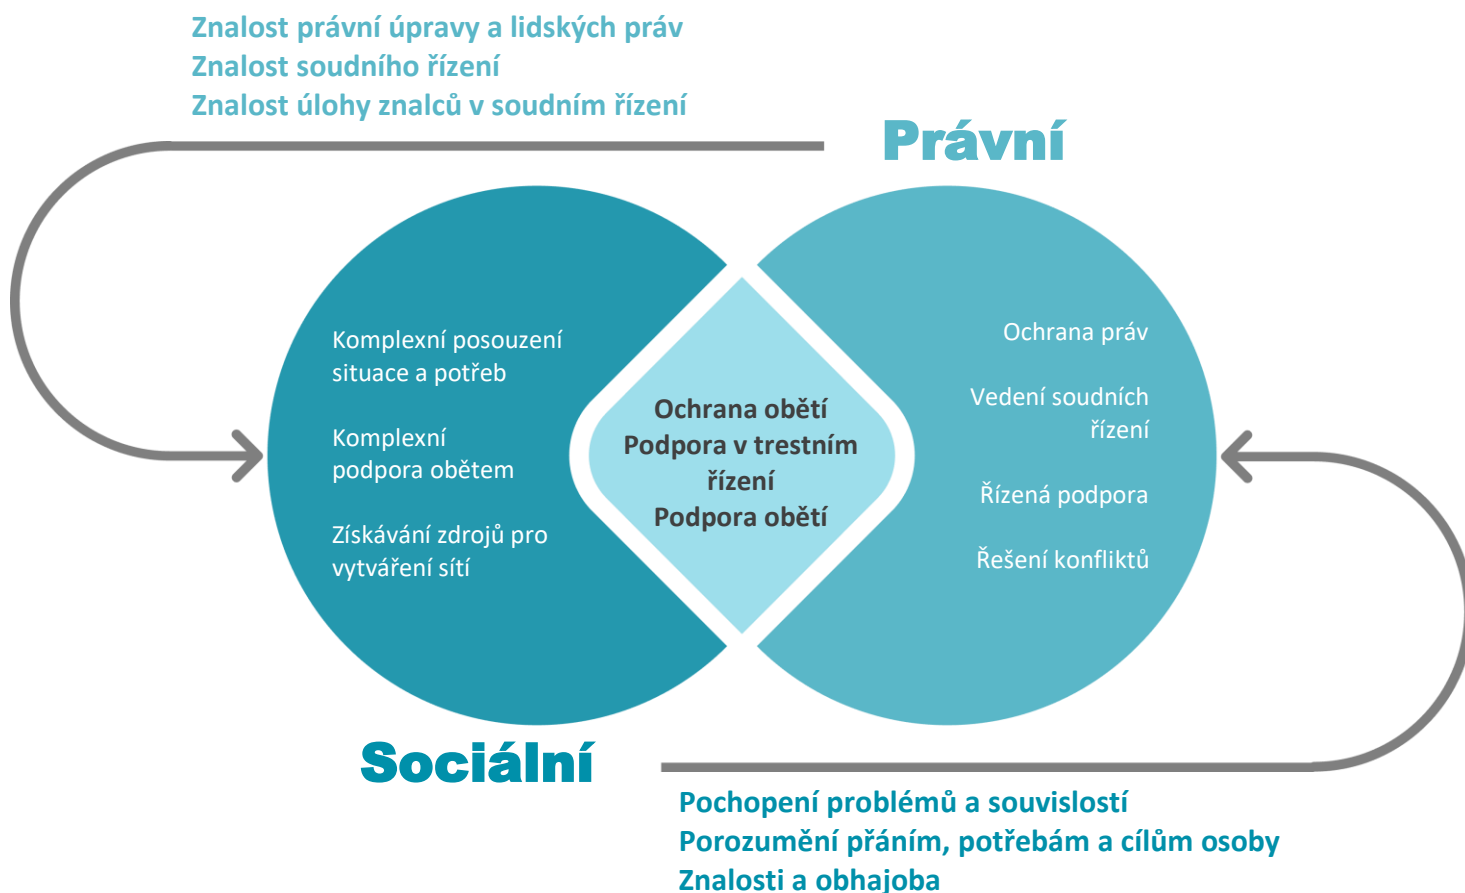 Znalost právní úpravy a lidských práv
Znalost soudního řízení
Znalost úlohy znalců v soudním řízení
Právní
Komplexní posouzení
situace a potřeb
Komplexní
podpora obětem
Získávání zdrojů pro
vytváření sítí
Ochrana obětí
Podpora v trestním
řízení
Podpora obětí
Ochrana práv
Vedení soudních
řízení
Řízená podpora
Řešení konfliktů
Sociální
Pochopení problémů a souvislostí
Porozumění přáním, potřebám a cílům osoby
Znalosti a obhajoba